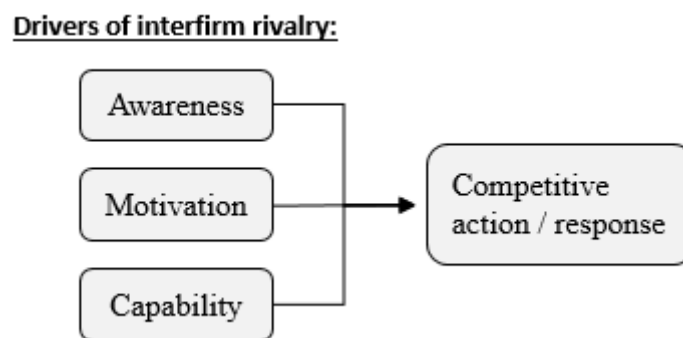 Drivers of interfirm rivalry:
Awareness
Motivation
Capability
Competitive
action / response